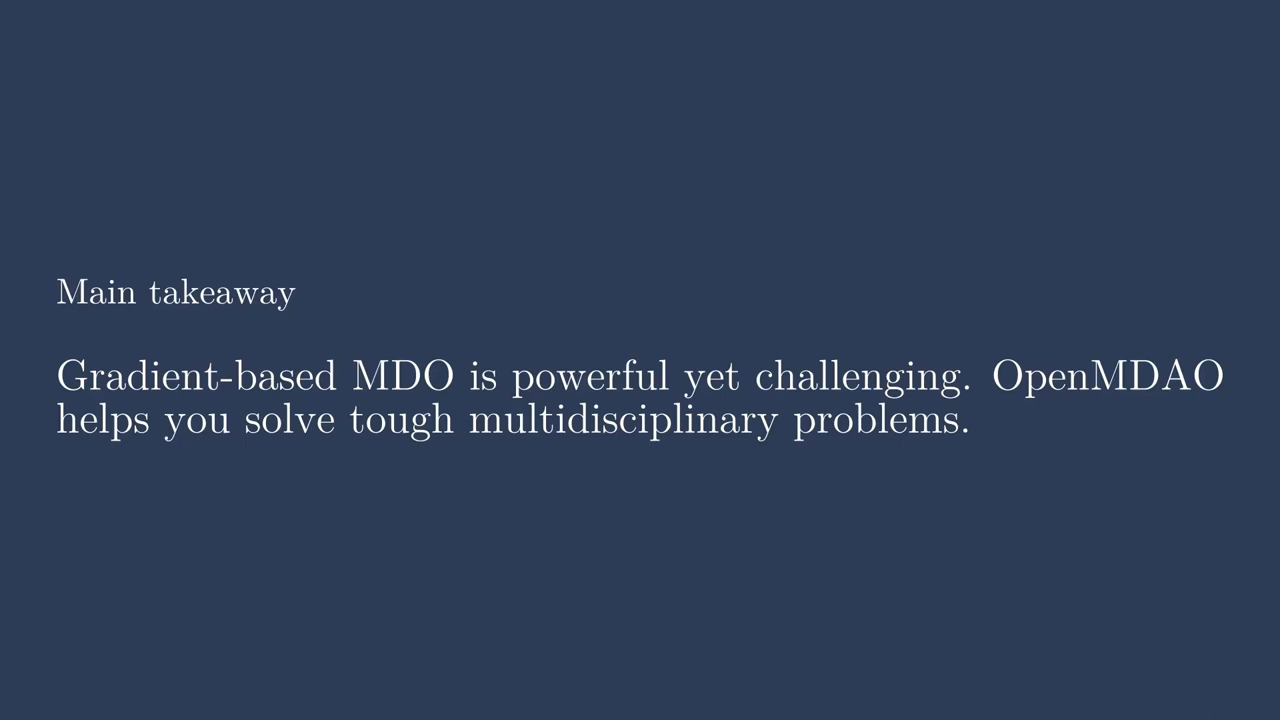 Main takeaway
Gradient-based MDO is powerful yet challenging. OpenMDAO
helps you solve tough multidisciplinary problems.